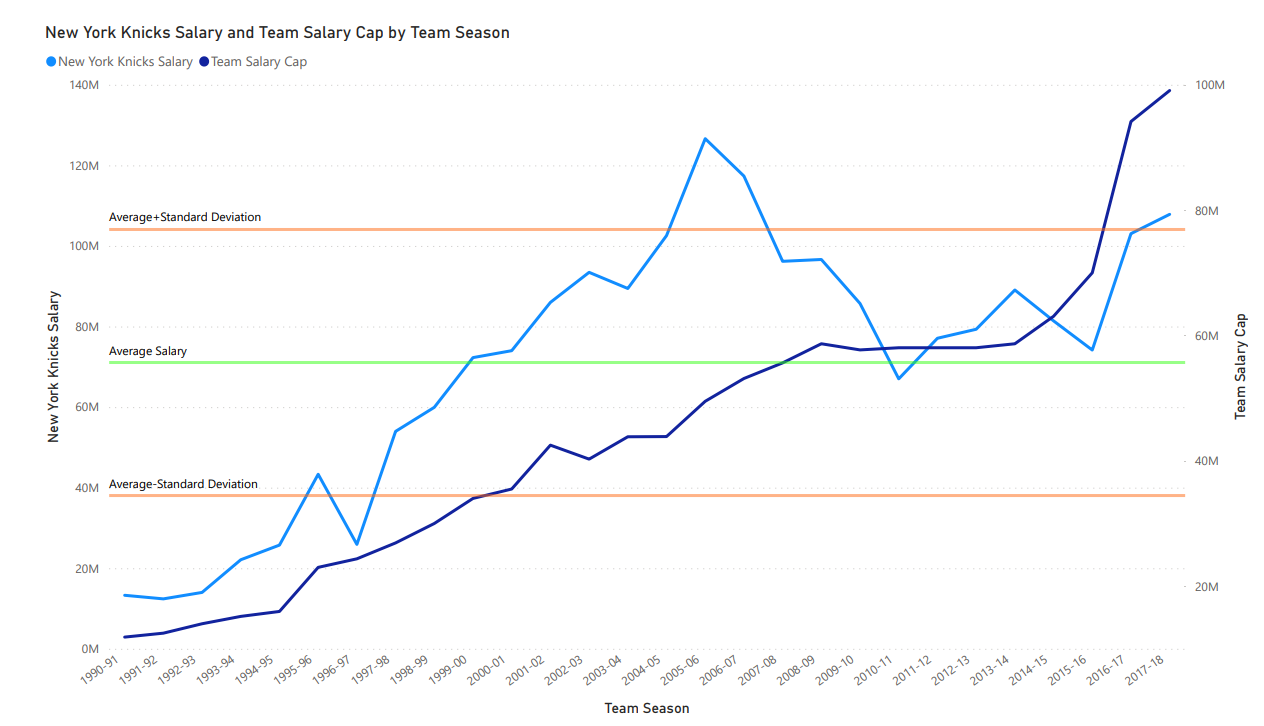 New York Knicks Salary and Team Salary Cap by Team Season
New York Knicks Salary Team Salary Cap
140M
120M
100M
80M
60M
40M
20M
0M
New York Knicks Salary
Average+Standard Deviation
Average Salary
Average-Standard Deviation
100M
80M
60M
40M
20M
Team Salary Cap
1990-91
1991-92
1992-93
1993-94
1994-95
1995-96
1996-97
1997-98
1998-99
1999-00
2000-01
2001-02
2002-03
2003-04
2004-05
2005-06
2006-07
2007-08
2008-09
2009-10
2010-11
2011-12
2012-13
2013-14
2014-15
2015-16
2016-17
2017-18
Team Season